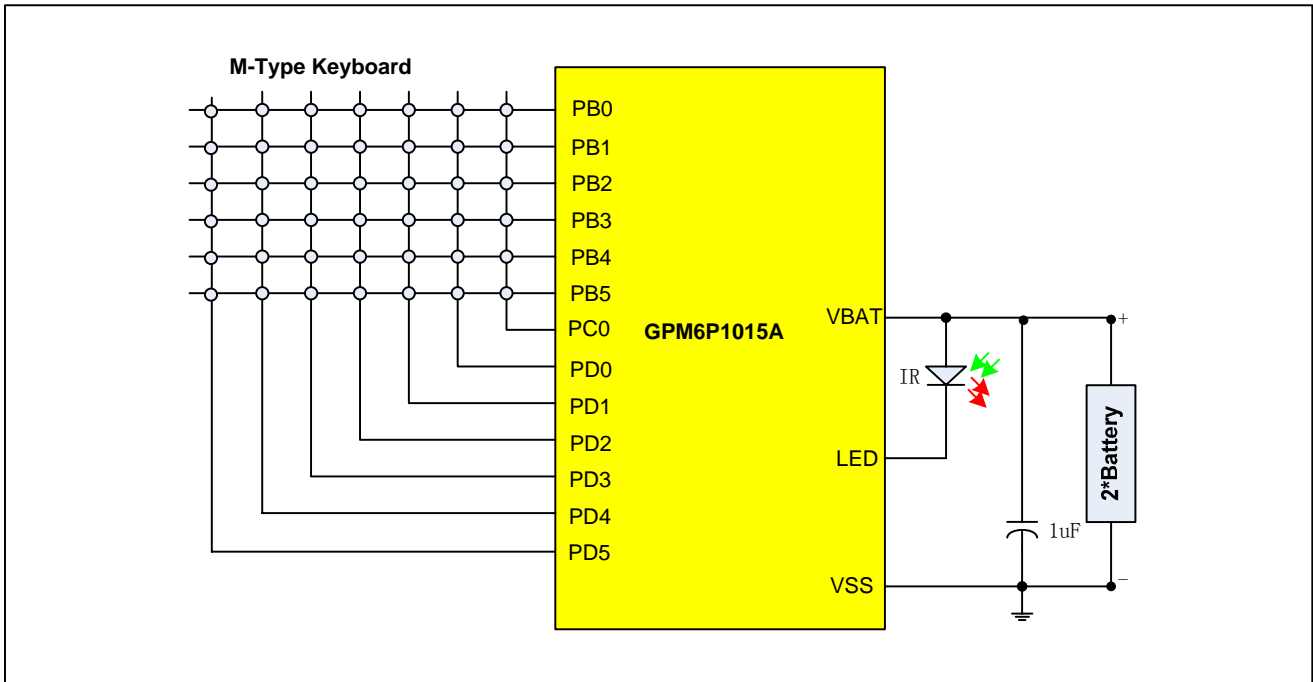 M-Type Keyboard
PB0
PB1
PB2
PB3
PB4
PB5
PC0
PD0
PD1
PD2
PD3
PD4
PD5
GPM6P1015A
VBAT
LED
VSS
IR
1uF
+
2*Battery
-